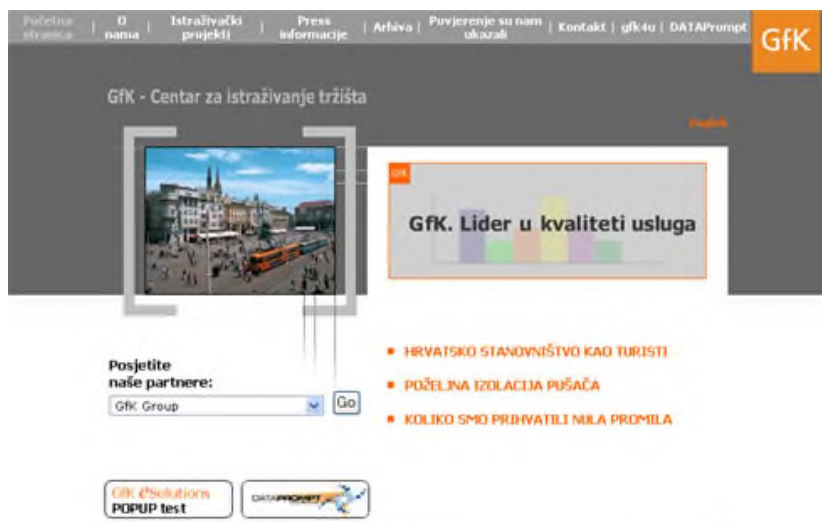 Početna stranica | O nama | Istraživački projekti | Press informacije | Arhiva | Povjerenje su nam ukazali | Kontakt | gfk4u | DATAPrompt
GfK
GfK - Centar za istraživanje tržišta
English
GfK
GfK. Lider u kvaliteti usluga
HRVATSKO STANOVNIŠTVO KAO TURISTI
Posjetite
naše partnere:
POŽELJNA IZOLACIJA PUŠAČA
GfK Group
Go
KOLIKO SMO PRIHVATILI NULA PROMILA
GfK eSolutions
POPUP test
DATAPROMPT